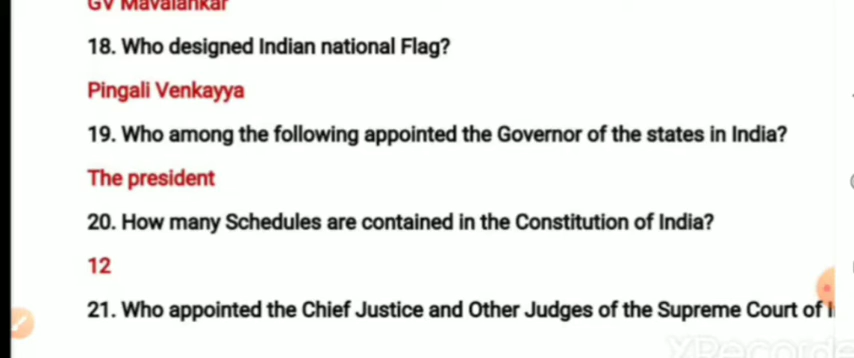 GV Mavalankar
18. Who designed Indian national Flag?
Pingali Venkayya
19. Who among the following appointed the Governor of the states in India?
The president
20. How many Schedules are contained in the Constitution of India?
12
21. Who appointed the Chief Justice and Other Judges of the Supreme Court of
XRecorde